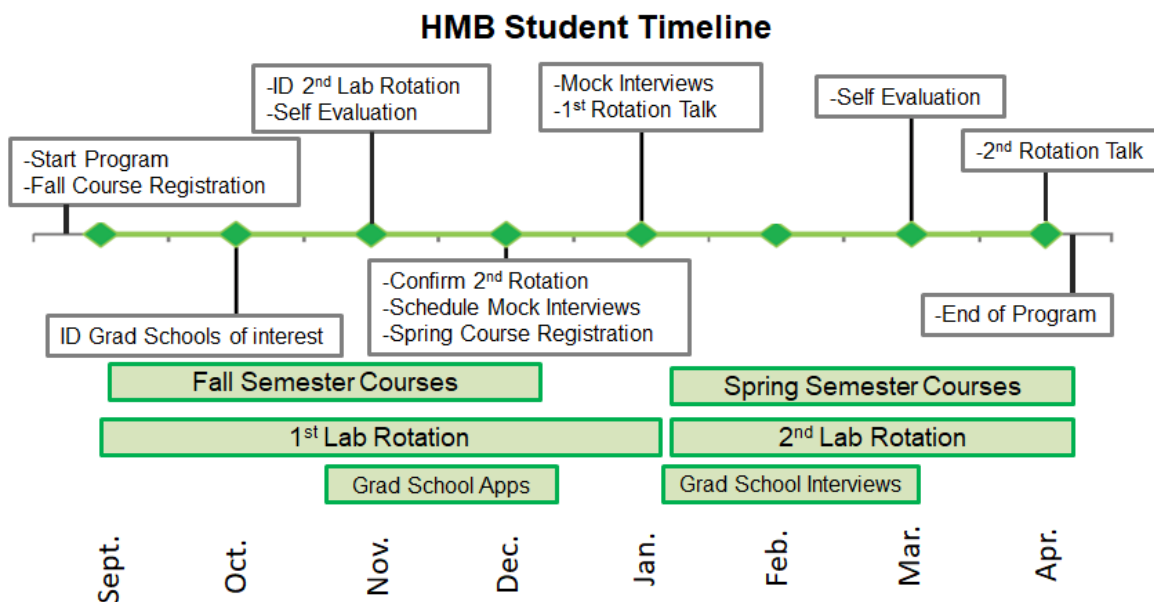 HMB Student Timeline
-ID 2nd Lab Rotation
-Self Evaluation
-Mock Interviews
-1st Rotation Talk
-Self Evaluation
-Start Program
-Fall Course Registration
-2nd Rotation Talk
ID Grad Schools of interest
-Confirm 2nd Rotation
-Schedule Mock Interviews
-Spring Course Registration
-End of Program
Fall Semester Courses
Spring Semester Courses
1st Lab Rotation
2nd Lab Rotation
Grad School Apps
Grad School Interviews
Sept.
Oct.
Nov.
Dec.
Jan.
Feb.
Mar.
Apr.